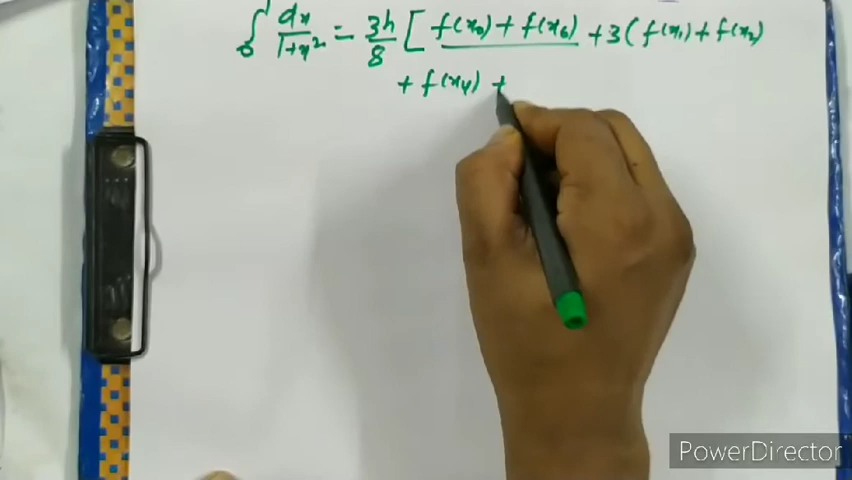 ∫₀¹ dx/1+x² = 3h/8 [ f(x₀) + f(x₆) + 3( f(x₁) + f(x₂)
+ f(x₄) +
PowerDirector